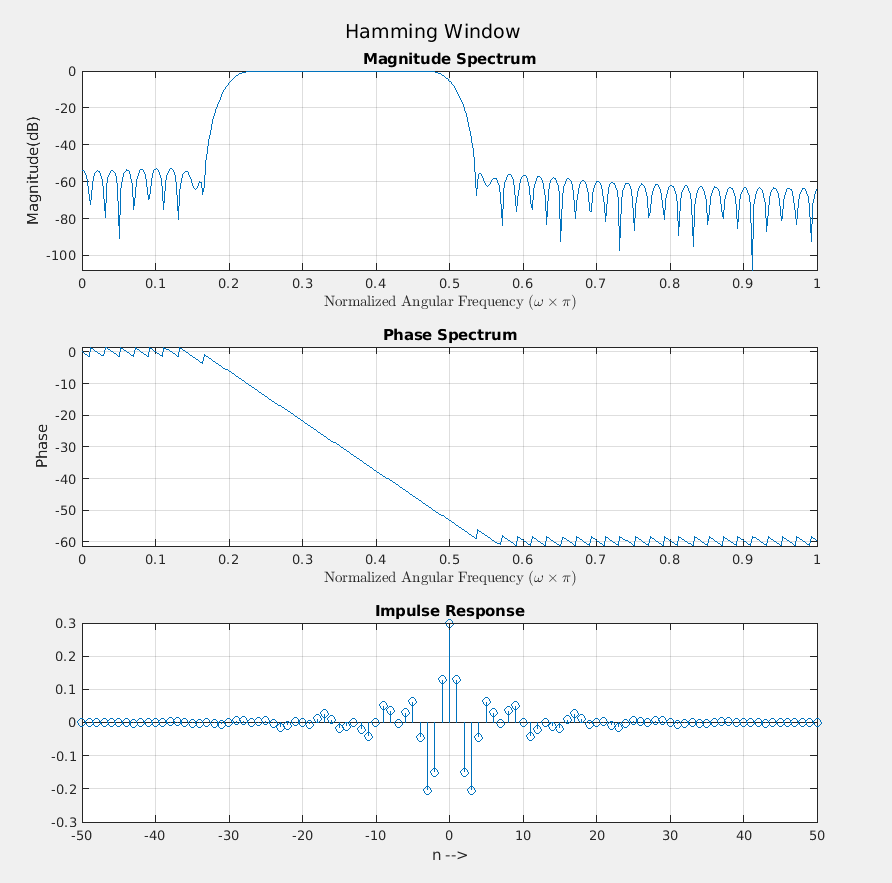 Hamming Window
Magnitude Spectrum
0
-20
-40
-60
-80
-100
Magnitude(dB)
0 0.1 0.2 0.3 0.4 0.5 0.6 0.7 0.8 0.9 1
Normalized Angular Frequency (ω × π)
Phase Spectrum
0
-10
-20
-30
-40
-50
-60
Phase
0 0.1 0.2 0.3 0.4 0.5 0.6 0.7 0.8 0.9 1
Normalized Angular Frequency (ω × π)
Impulse Response
0.3
0.2
0.1
0
-0.1
-0.2
-0.3
-50 -40 -30 -20 -10 0 10 20 30 40 50
n -->